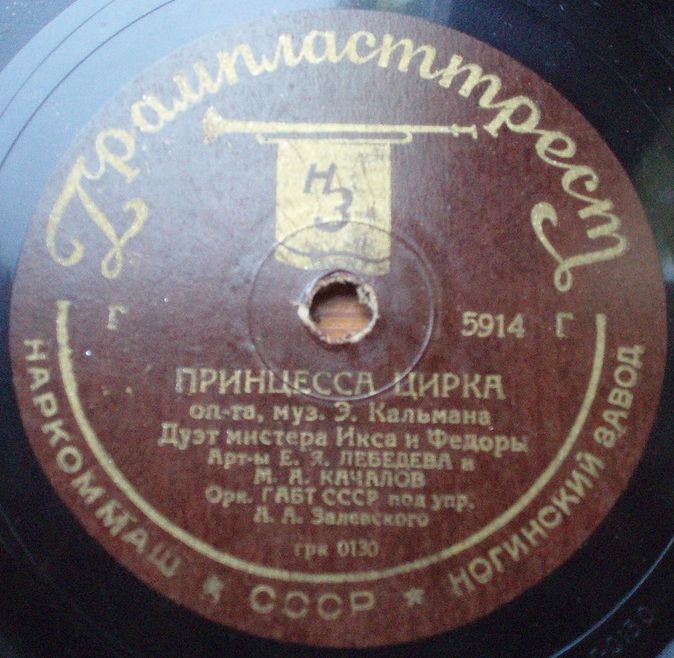 Грампласттрест
НЗ
Г 5914 Г
ПРИНЦЕССА ЦИРКА
оп-та, муз. Э. Кальмана
Дуэт мистера Икса и Федоры
Арт-ы Е. Я. ЛЕБЕДЕВА и
М. А. КАЧАЛОВ
Орк. ГАБТ СССР под упр.
А. А. Залевского
грк 0130
НАРКОММАШ ★ СССР ★ НОГИНСКИЙ ЗАВОД